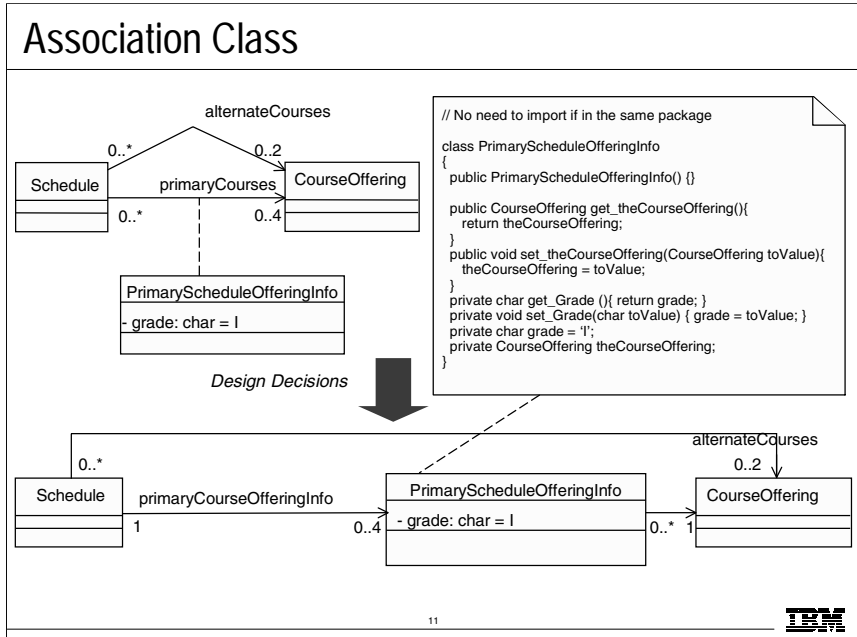 Association Class
alternateCourses
0..*
0..2
Schedule
primaryCourses
CourseOffering
0..*
0..4
PrimaryScheduleOfferingInfo
- grade: char = I
// No need to import if in the same package
class PrimaryScheduleOfferingInfo
{
public PrimaryScheduleOfferingInfo() {}
public CourseOffering get_theCourseOffering(){
return theCourseOffering;
}
public void set_theCourseOffering(CourseOffering toValue){
theCourseOffering = toValue;
}
private char get_Grade (){ return grade; }
private void set_Grade(char toValue) { grade = toValue; }
private char grade = ‘I’;
private CourseOffering theCourseOffering;
}
Design Decisions
alternateCourses
0..*
0..2
Schedule
primaryCourseOfferingInfo
PrimaryScheduleOfferingInfo
CourseOffering
1
0..4
- grade: char = I
0..*
1
11
IBM